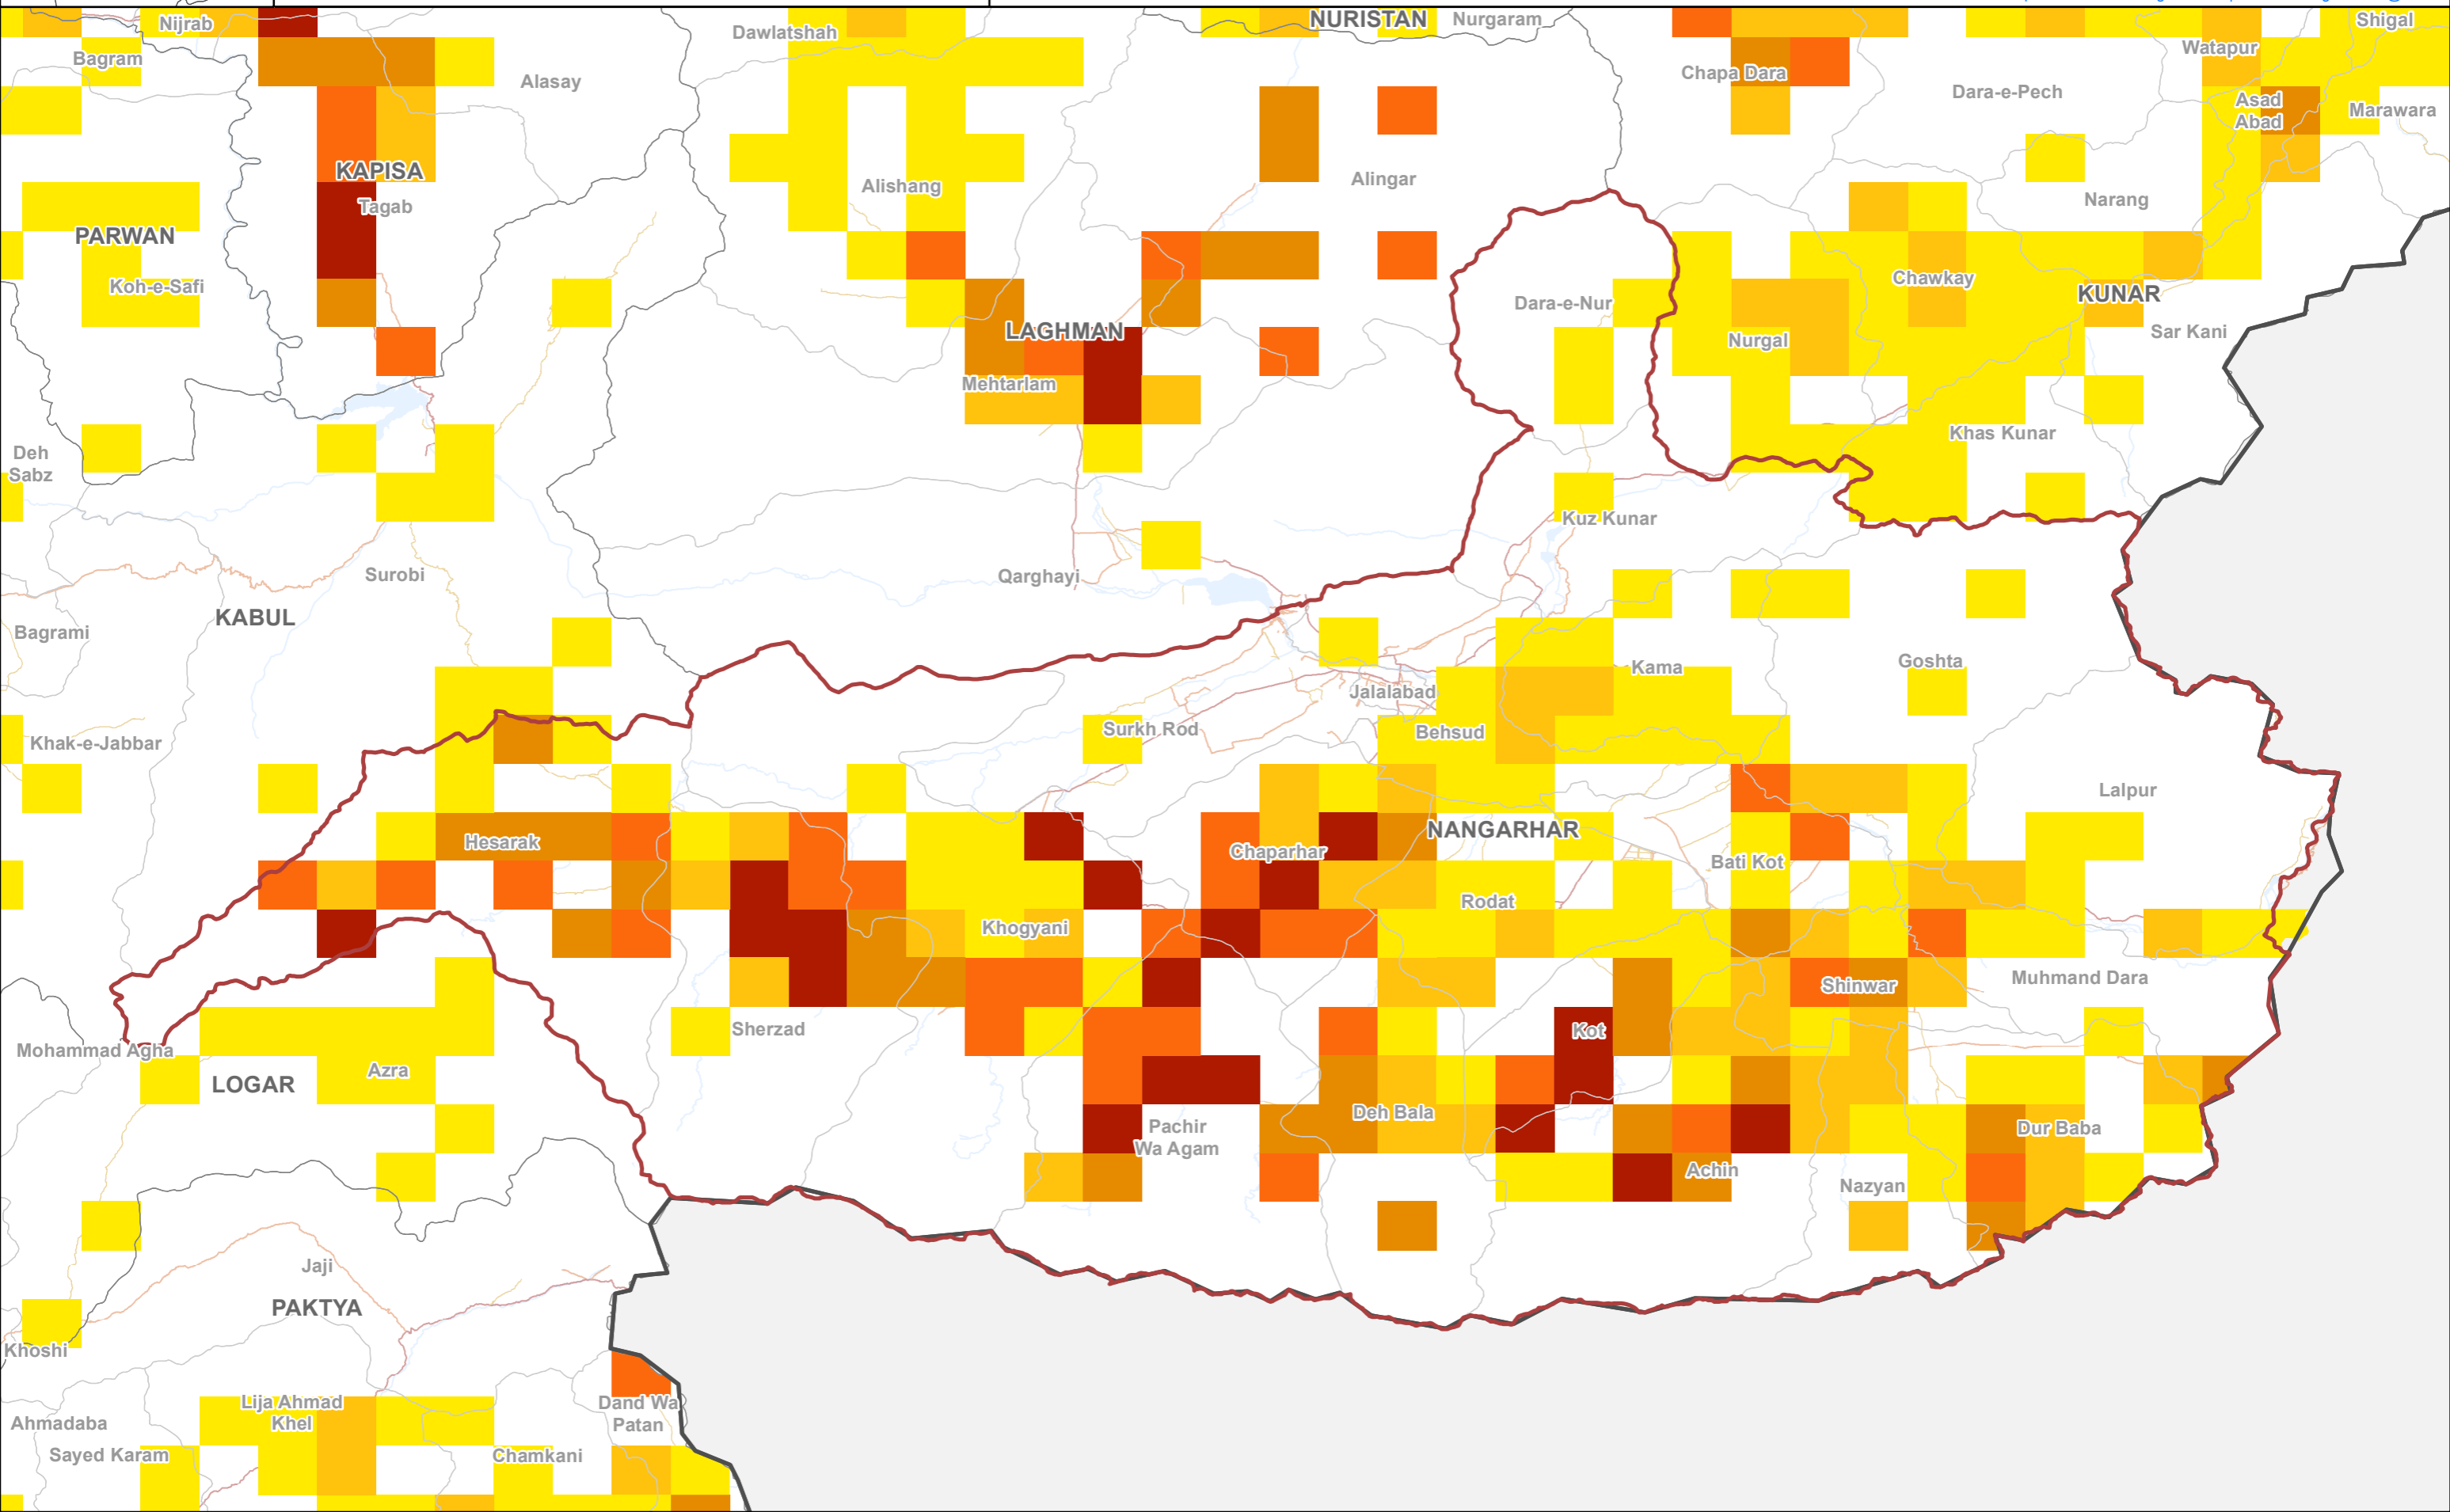 Nijrab
Dawlatshah
NURISTAN
Nurgaram
Shigal
Bagram
Alasay
Chapa Dara
Watapur
Dara-e-Pech
Asad
Abad
Marawara
KAPISA
Tagab
Alishang
Alingar
Narang
PARWAN
Koh-e-Safi
Dara-e-Nur
Chawkay
KUNAR
LAGHMAN
Nurgal
Sar Kani
Mehtarlam
Deh
Sabz
Khas Kunar
Kuz Kunar
Surobi
Qarghayi
KABUL
Bagrami
Kama
Goshta
Jalalabad
Khak-e-Jabbar
Surkh Rod
Behsud
Lalpur
Hesarak
NANGARHAR
Chaparhar
Bati Kot
Rodat
Khogyani
Shinwar
Muhmand Dara
Sherzad
Kot
Mohammad Agha
LOGAR
Azra
Deh Bala
Pachir
Wa Agam
Dur Baba
Achin
Nazyan
Jaji
PAKTYA
Khoshi
Lija Ahmad
Khel
Dand Wa
Patan
Ahmadaba
Sayed Karam
Chamkani